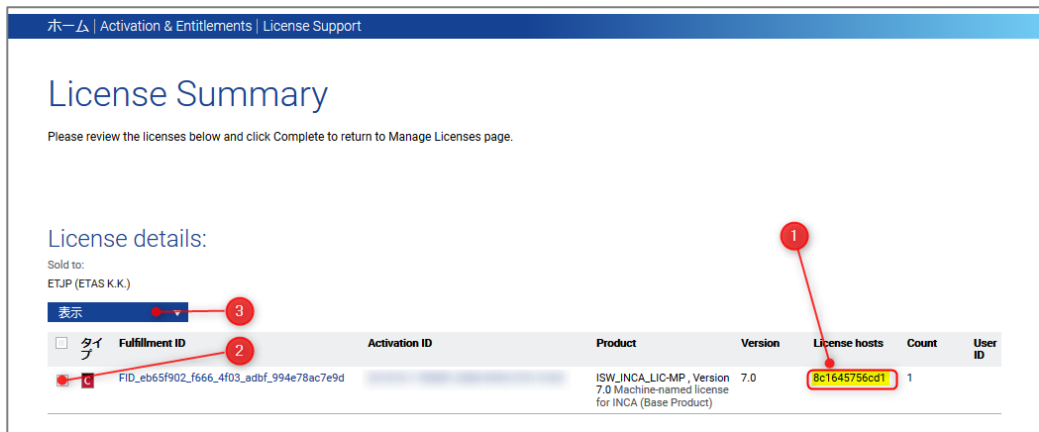 ホーム | Activation & Entitlements | License Support
License Summary
Please review the licenses below and click Complete to return to Manage Licenses page.
License details:
Sold to:
ETJP (ETAS K.K.)
1
表示
3
タイプ Fulfillment ID Activation ID Product Version License hosts Count User ID
2
C FID_eb65f902_f666_4f03_adbf_994e78ac7e9d ISW_INCA_LIC-MP , Version 7.0 8c1645756cd1 1
7.0 Machine-named license
for INCA (Base Product)